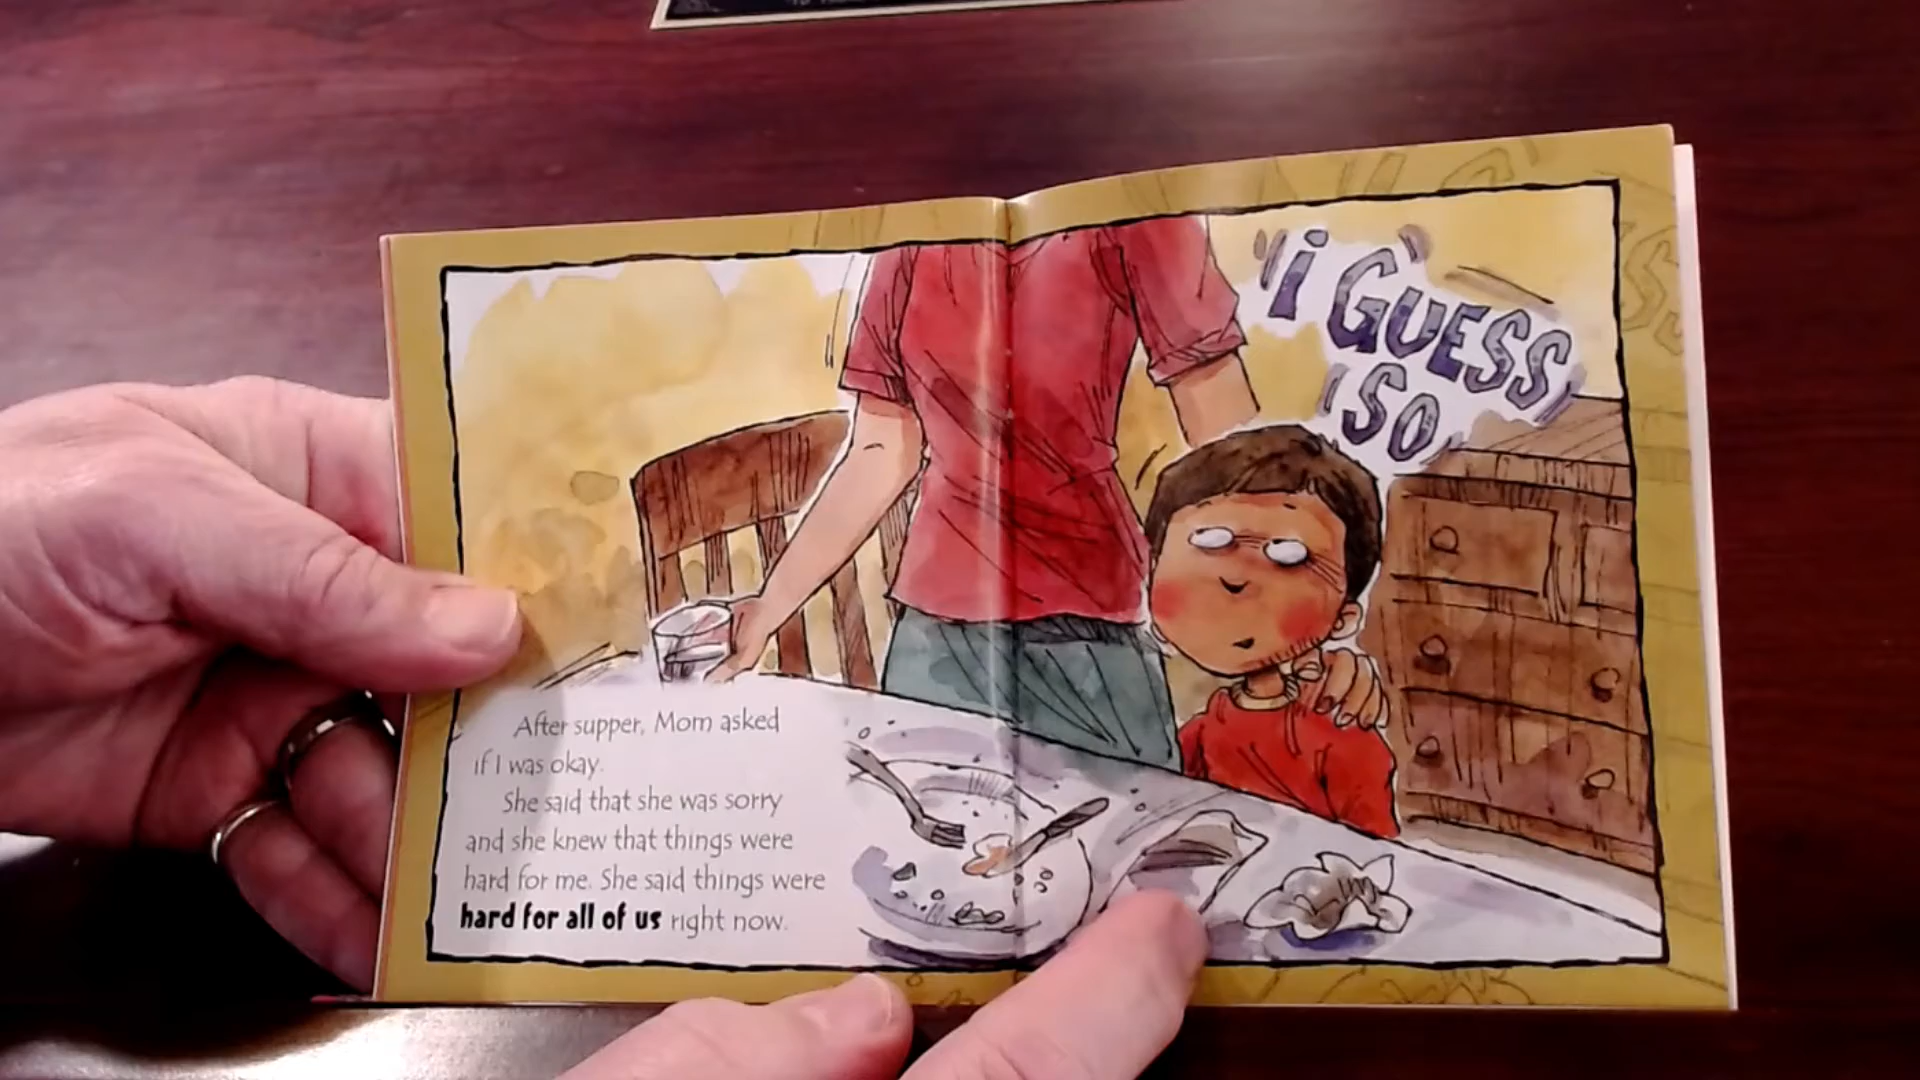 "i GUESS
SO
After supper, Mom asked
if I was okay.
She said that she was sorry
and she knew that things were
hard for me. She said things were
hard for all of us right now.